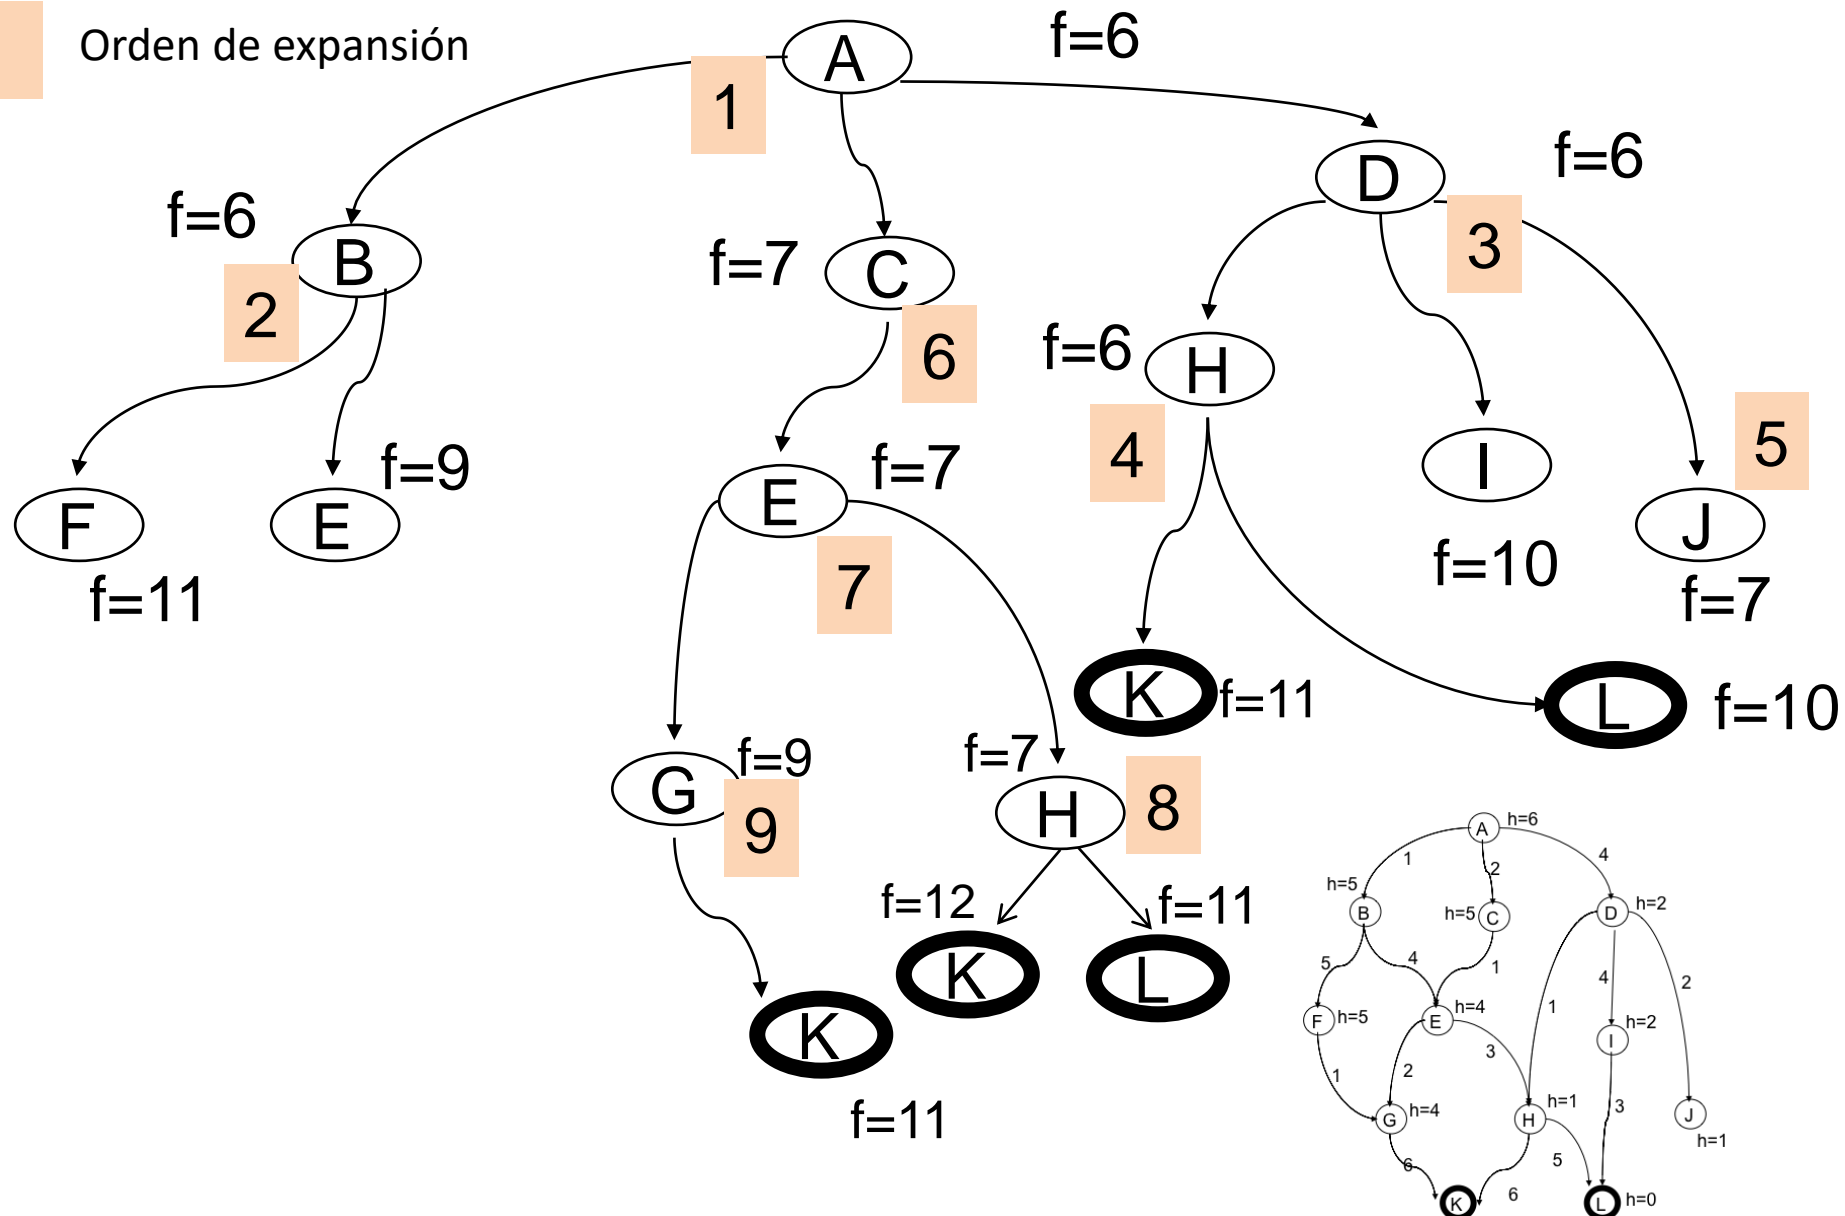 Orden de expansión
A
f=6
1
D
f=6
3
f=6
B
2
f=7
C
6
f=6
H
4
5
F
f=11
E
f=9
E
f=7
7
I
f=10
J
f=7
K
f=11
L
f=10
G
f=9
9
f=7
H
8
f=12
K
f=11
L
K
f=11
A
h=6
1
2
4
h=5
B
h=5
C
D
h=2
5
4
1
1
4
2
F
h=5
E
h=4
I
h=2
1
2
3
3
G
h=4
H
h=1
J
h=1
6
6
5
K
L
h=0